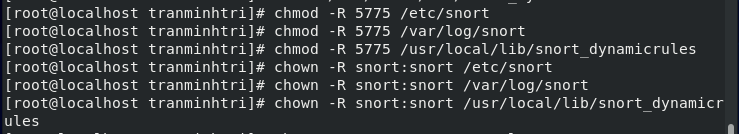 [root@localhost tranminhtri]# chmod -R 5775 /etc/snort
[root@localhost tranminhtri]# chmod -R 5775 /var/log/snort
[root@localhost tranminhtri]# chmod -R 5775 /usr/local/lib/snort_dynamicrules
[root@localhost tranminhtri]# chown -R snort:snort /etc/snort
[root@localhost tranminhtri]# chown -R snort:snort /var/log/snort
[root@localhost tranminhtri]# chown -R snort:snort /usr/local/lib/snort_dynamicr
ules